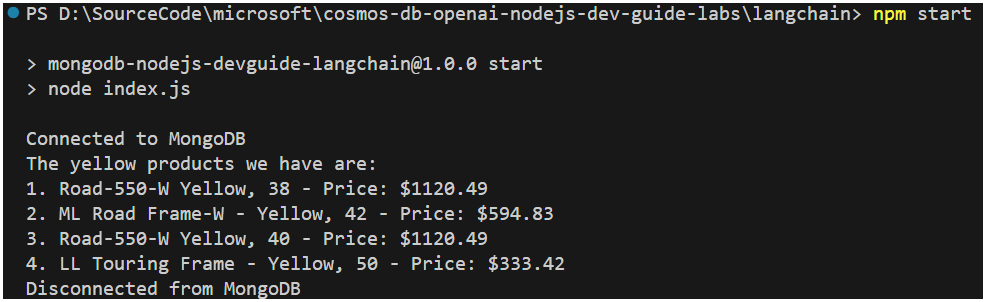 PS D:\SourceCode\microsoft\cosmos-db-openai-nodejs-dev-guide-labs\langchain> npm start
> mongodb-nodejs-devguide-langchain@1.0.0 start
> node index.js
Connected to MongoDB
The yellow products we have are:
1. Road-550-W Yellow, 38 - Price: $1120.49
2. ML Road Frame-W - Yellow, 42 - Price: $594.83
3. Road-550-W Yellow, 40 - Price: $1120.49
4. LL Touring Frame - Yellow, 50 - Price: $333.42
Disconnected from MongoDB